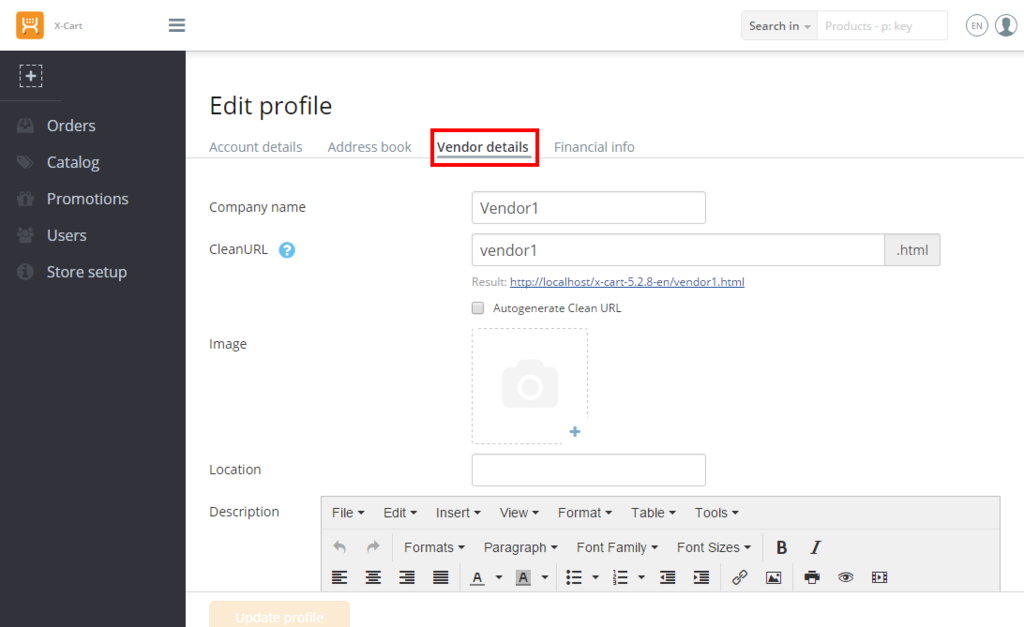 X-Cart
Search in Products - p: key EN
Edit profile
Account details Address book Vendor details Financial info
Orders
Catalog
Promotions
Users
Store setup
Company name Vendor1
CleanURL ? vendor1 .html
Result: http://localhost/x-cart-5.2.8-en/vendor1.html
Autogenerate Clean URL
Image
Location
Description
File Edit Insert View Format Table Tools
Formats Paragraph Font Family Font Sizes B I
A A
Update profile